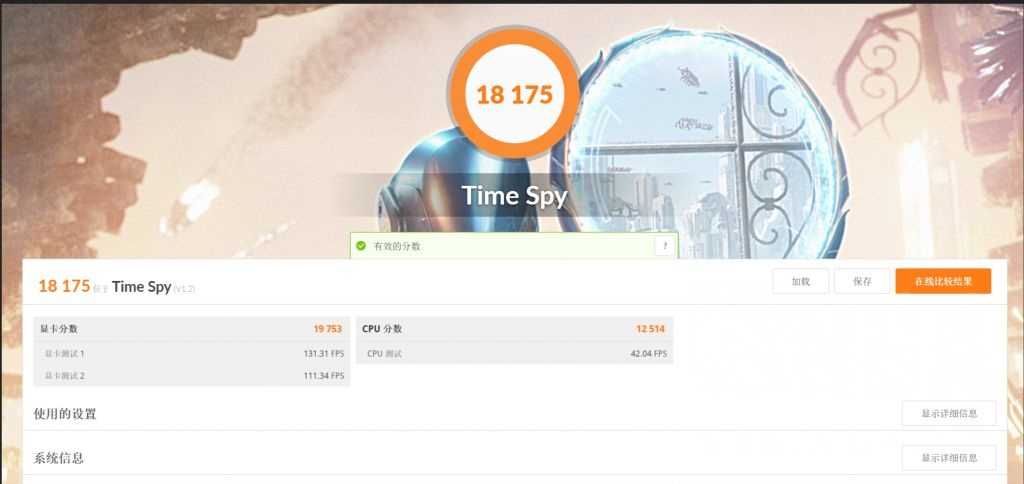 18 175
Time Spy
有效的分数
?
18 175 位于 Time Spy (V1.2)
加载
保存
在线比较结果
显卡分数 19 753
显卡测试 1 131.31 FPS
显卡测试 2 111.34 FPS
CPU 分数 12 514
CPU 测试 42.04 FPS
使用的设置
显示详细信息
系统信息
显示详细信息